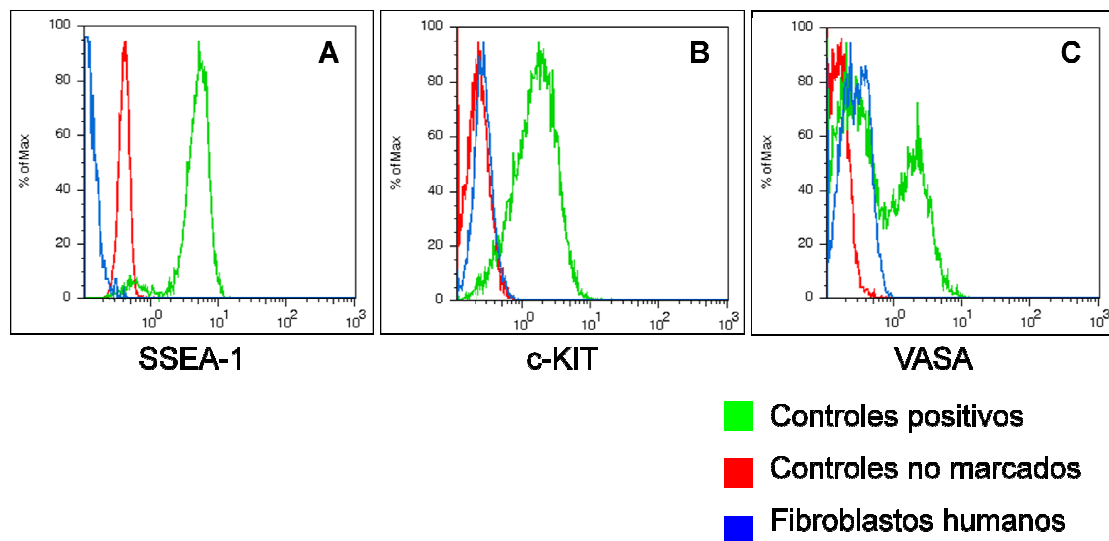 100
80
60
40
20
0
% of Max
A
10^0 10^1 10^2 10^3
SSEA-1
100
80
60
40
20
0
% of Max
B
10^0 10^1 10^2 10^3
c-KIT
100
80
60
40
20
0
% of Max
C
10^0 10^1 10^2 10^3
VASA
Controles positivos
Controles no marcados
Fibroblastos humanos